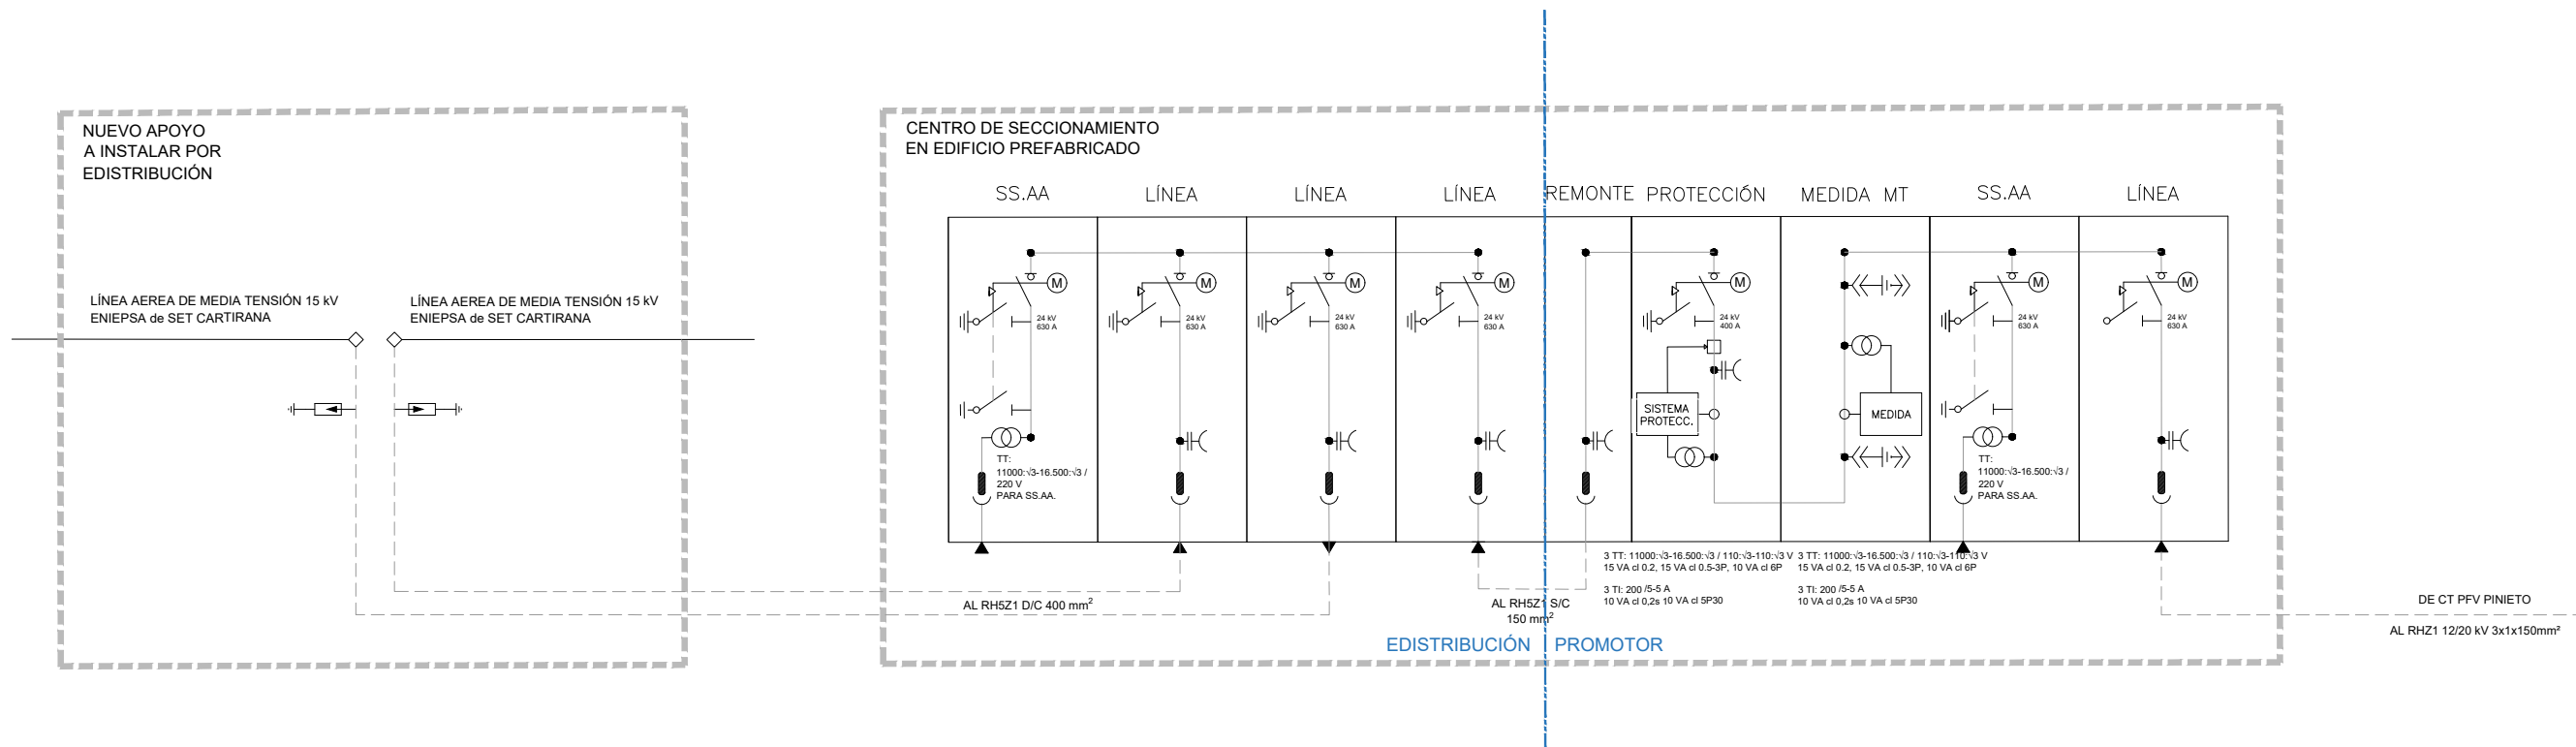 NUEVO APOYO
A INSTALAR POR
EDISTRIBUCIÓN
LÍNEA AEREA DE MEDIA TENSIÓN 15 kV
ENIEPSA de SET CARTIRANA
LÍNEA AEREA DE MEDIA TENSIÓN 15 kV
ENIEPSA de SET CARTIRANA
CENTRO DE SECCIONAMIENTO
EN EDIFICIO PREFABRICADO
SS.AA
LÍNEA
LÍNEA
LÍNEA
REMONTE
PROTECCIÓN
MEDIDA MT
SS.AA
LÍNEA
M
M
M
M
M
M
M
24 kV
630 A
24 kV
630 A
24 kV
630 A
24 kV
630 A
24 kV
400 A
24 kV
630 A
24 kV
630 A
SISTEMA
PROTECC.
MEDIDA
TT:
11000:√3-16.500:√3 /
220 V
PARA SS.AA.
TT:
11000:√3-16.500:√3 /
220 V
PARA SS.AA.
3 TT: 11000:√3-16.500:√3 / 110:√3-110:√3 V
15 VA cl 0.2, 15 VA cl 0.5-3P, 10 VA cl 6P
3 TI: 200 /5-5 A
10 VA cl 0,2s 10 VA cl 5P30
3 TT: 11000:√3-16.500:√3 / 110:√3-110:√3 V
15 VA cl 0.2, 15 VA cl 0.5-3P, 10 VA cl 6P
3 TI: 200 /5-5 A
10 VA cl 0,2s 10 VA cl 5P30
AL RH5Z1 D/C 400 mm²
AL RH5Z1 S/C
150 mm²
EDISTRIBUCIÓN
PROMOTOR
DE CT PFV PINIETO
AL RHZ1 12/20 kV 3x1x150mm²